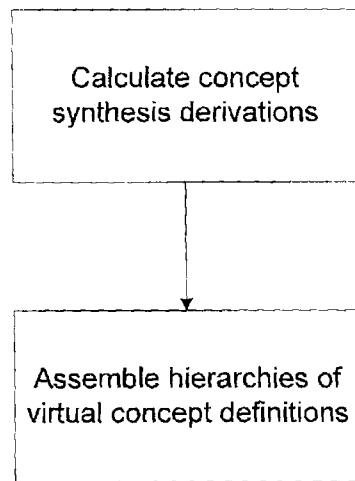 Calculate concept
synthesis derivations
Assemble hierarchies of
virtual concept definitions